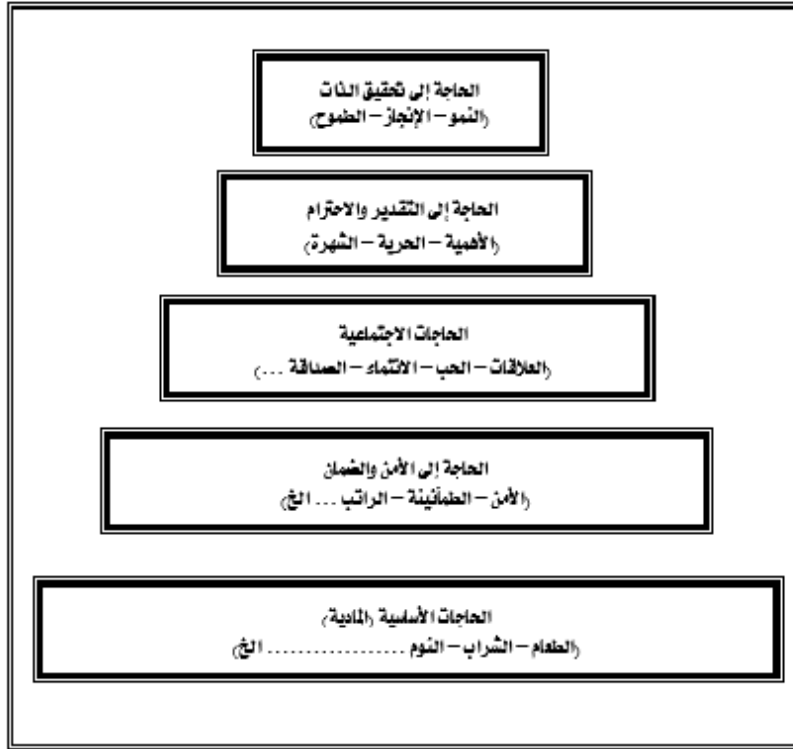 الحاجة إلى تحقيق الذات
(النمو – الإنجاز – الطموح)
الحاجة إلى التقدير والاحترام
(الأهمية – الحرية – الشهرة)
الحاجات الاجتماعية
(العلاقات – الحب – الانتماء – الصداقة ...)
الحاجة إلى الأمن والضمان
(الأمن – الطمأنينة – الراتب ... الخ)
الحاجات الأساسية (المادية)
(الطعام – الشراب – النوم .................. الخ)